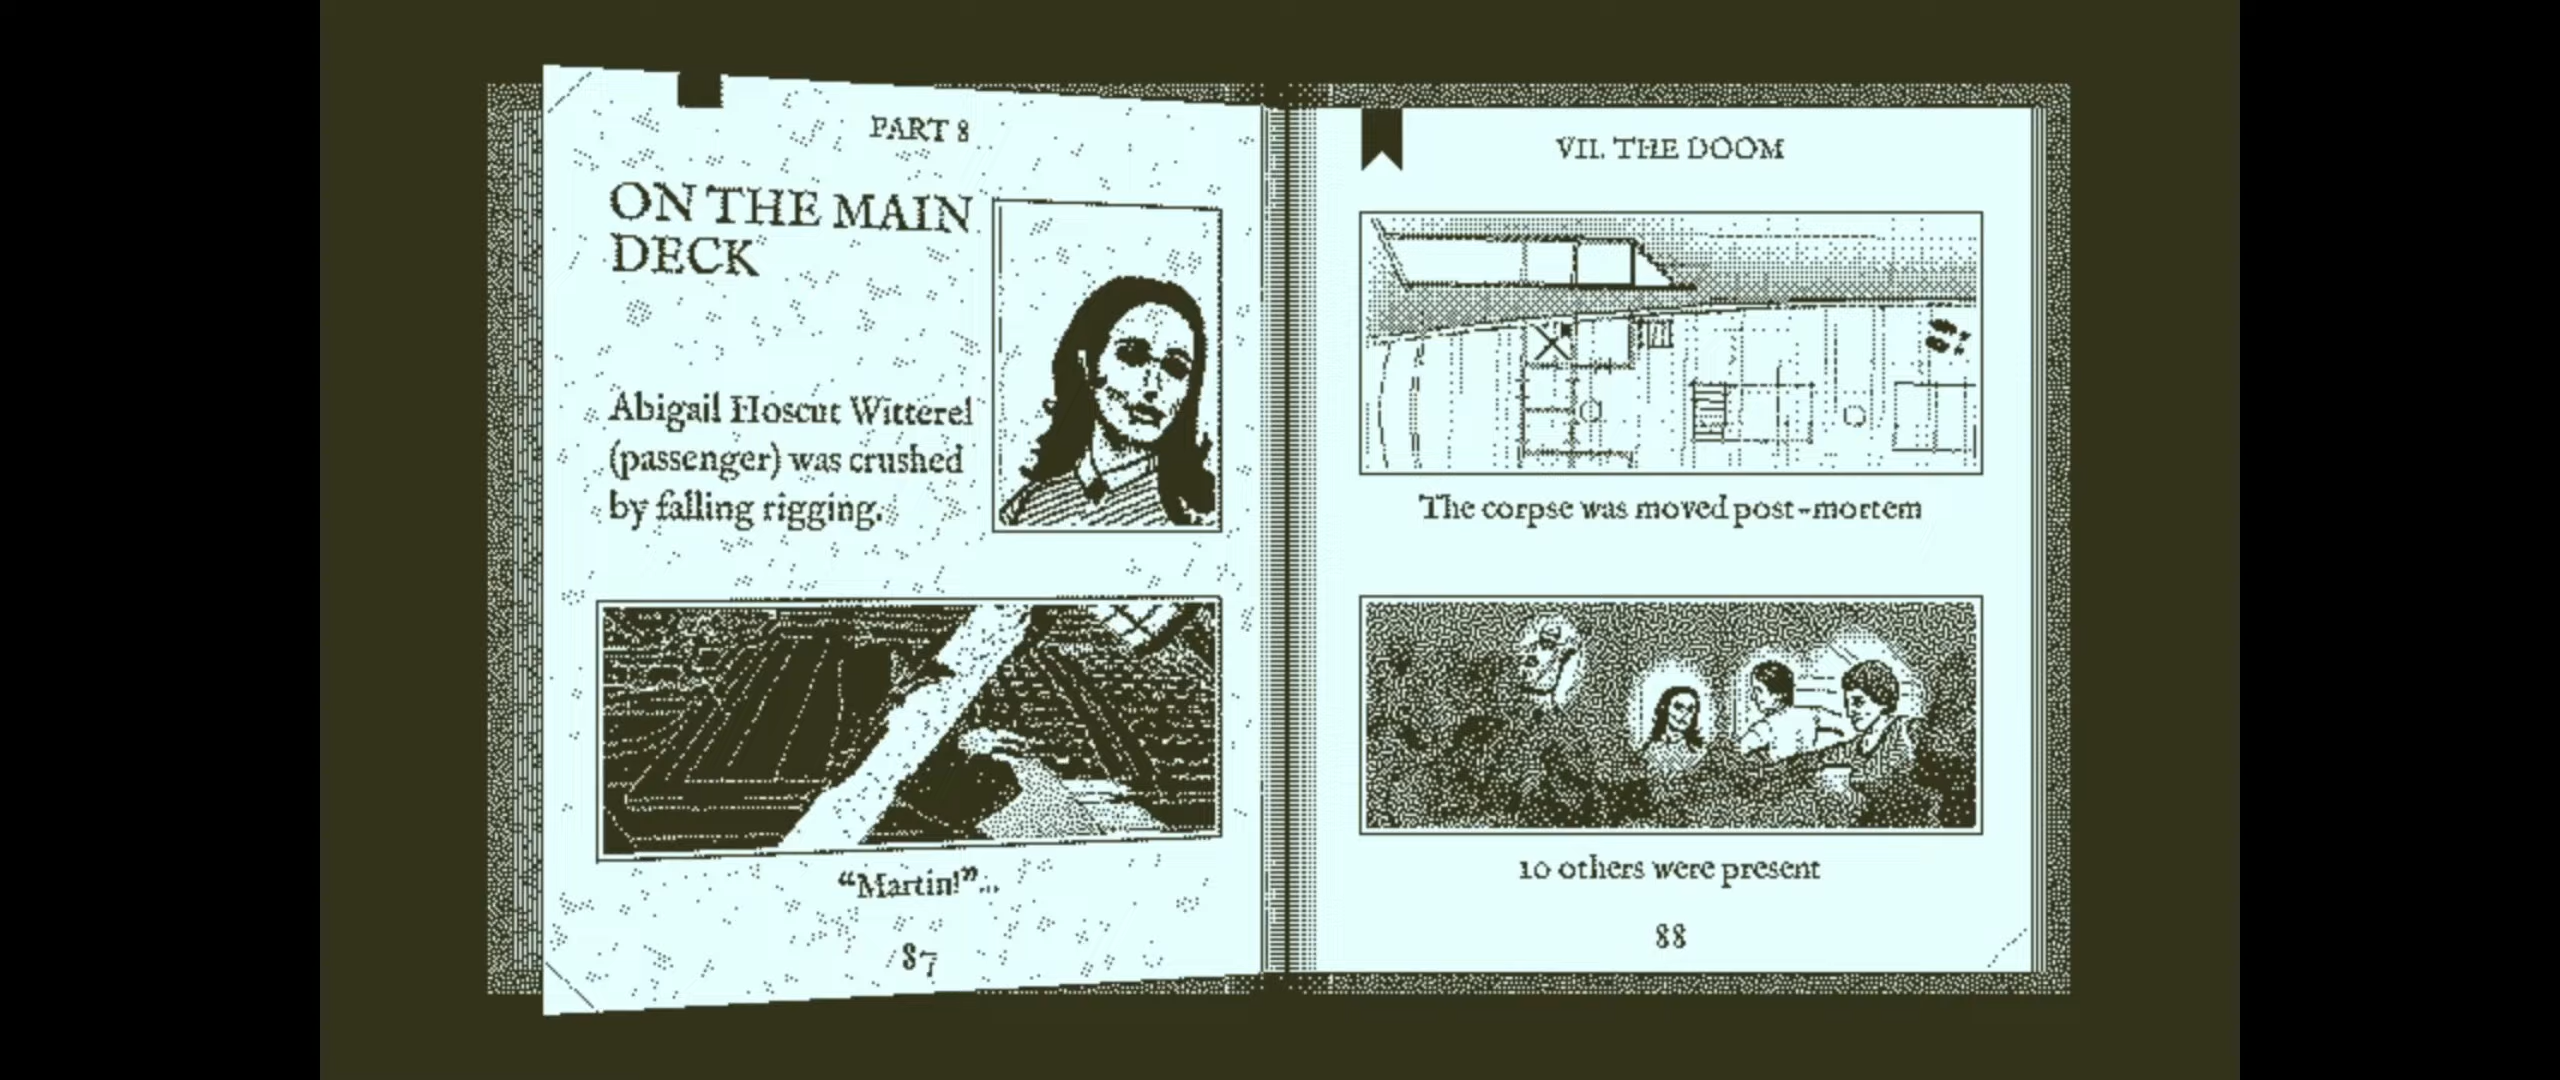 PART 8
ON THE MAIN
DECK
Abigail Hoscut Witterel
(passenger) was crushed
by falling rigging.
“Martin!”...
87
VII. THE DOOM
The corpse was moved post-mortem
10 others were present
88